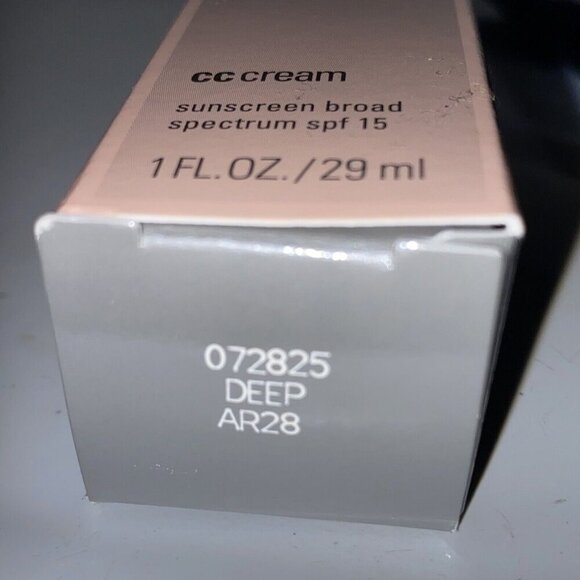 cc cream
sunscreen broad
spectrum spf 15
1 FL. OZ./29 ml
072825
DEEP
AR28